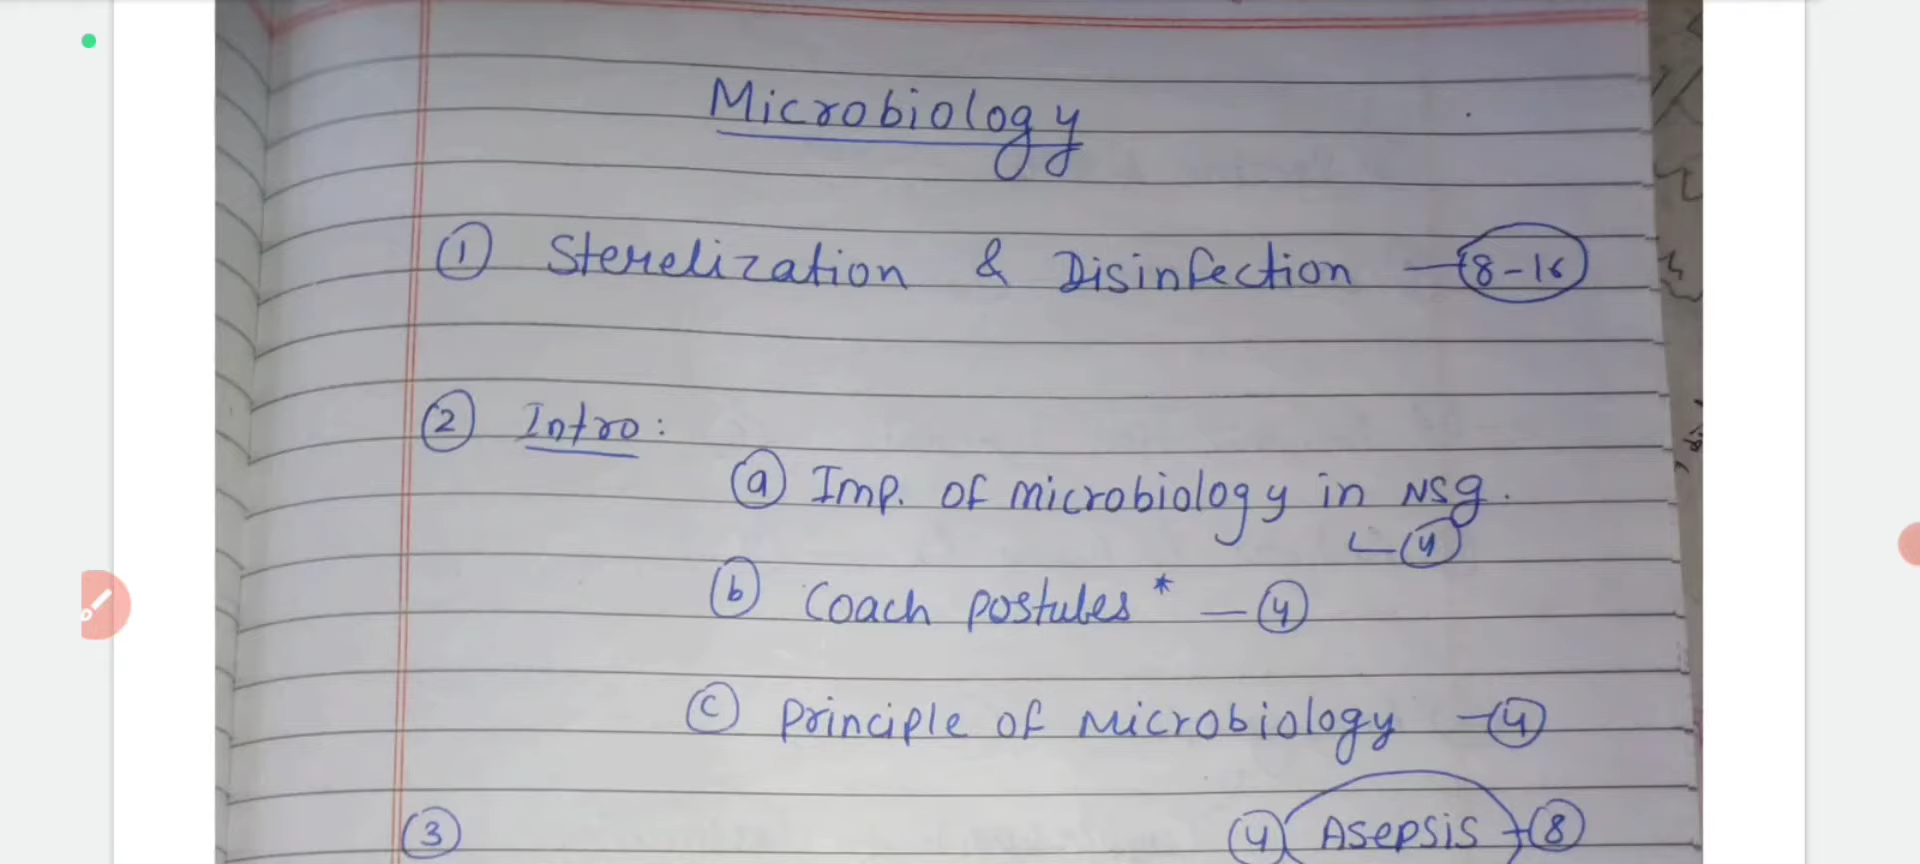 Microbiology
① Sterelization & Disinfection — 8-16
② Intro:
ⓐ Imp. of microbiology in NSg.
④
ⓑ Coach postules* — ④
ⓒ Principle of Microbiology — ④
③ ④ Asepsis - ⑧